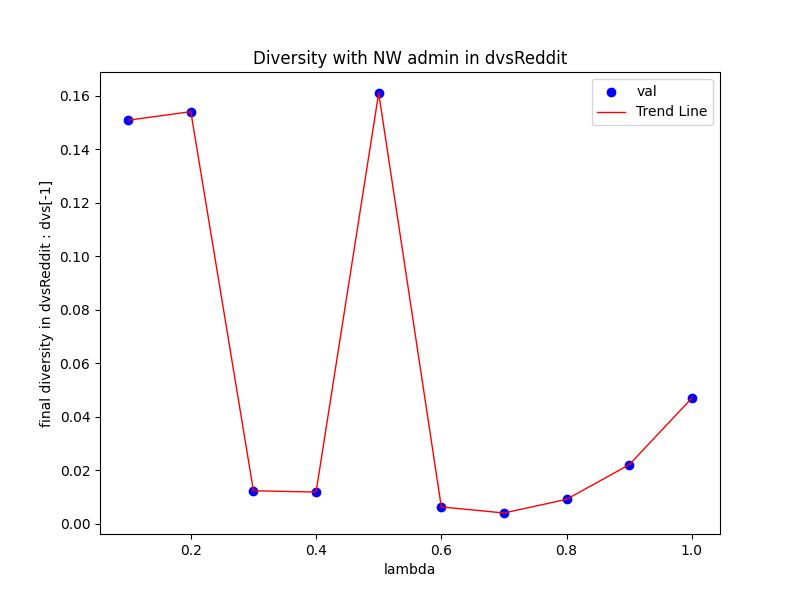 Diversity with NW admin in dvsReddit
val
Trend Line
final diversity in dvsReddit : dvs[-1]
0.16
0.14
0.12
0.10
0.08
0.06
0.04
0.02
0.00
0.2 0.4 0.6 0.8 1.0
lambda